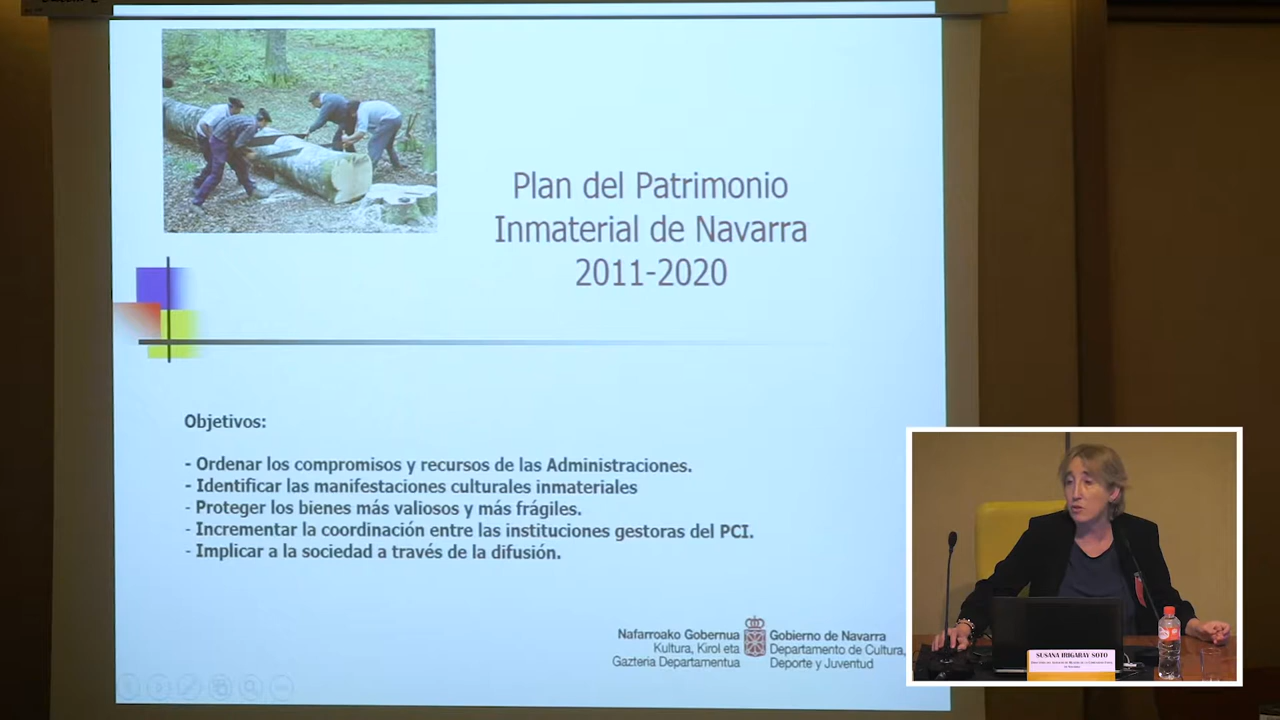 Plan del Patrimonio
Inmaterial de Navarra
2011-2020
Objetivos:
- Ordenar los compromisos y recursos de las Administraciones.
- Identificar las manifestaciones culturales inmateriales
- Proteger los bienes más valiosos y más frágiles.
- Incrementar la coordinación entre las instituciones gestoras del PCI.
- Implicar a la sociedad a través de la difusión.
Nafarroako Gobernua
Kultura, Kirol eta
Gazteria Departamentua
Gobierno de Navarra
Departamento de Cultura,
Deporte y Juventud
SUSANA IRIGARAY SOTO